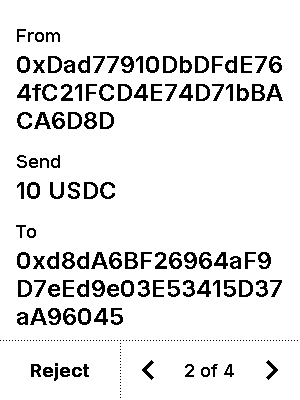 From
0xDad77910DbDFdE76
4fC21FCD4E74D71bBA
CA6D8D
Send
10 USDC
To
0xd8dA6BF26964aF9
D7eEd9e03E53415D37
aA96045
Reject
2 of 4